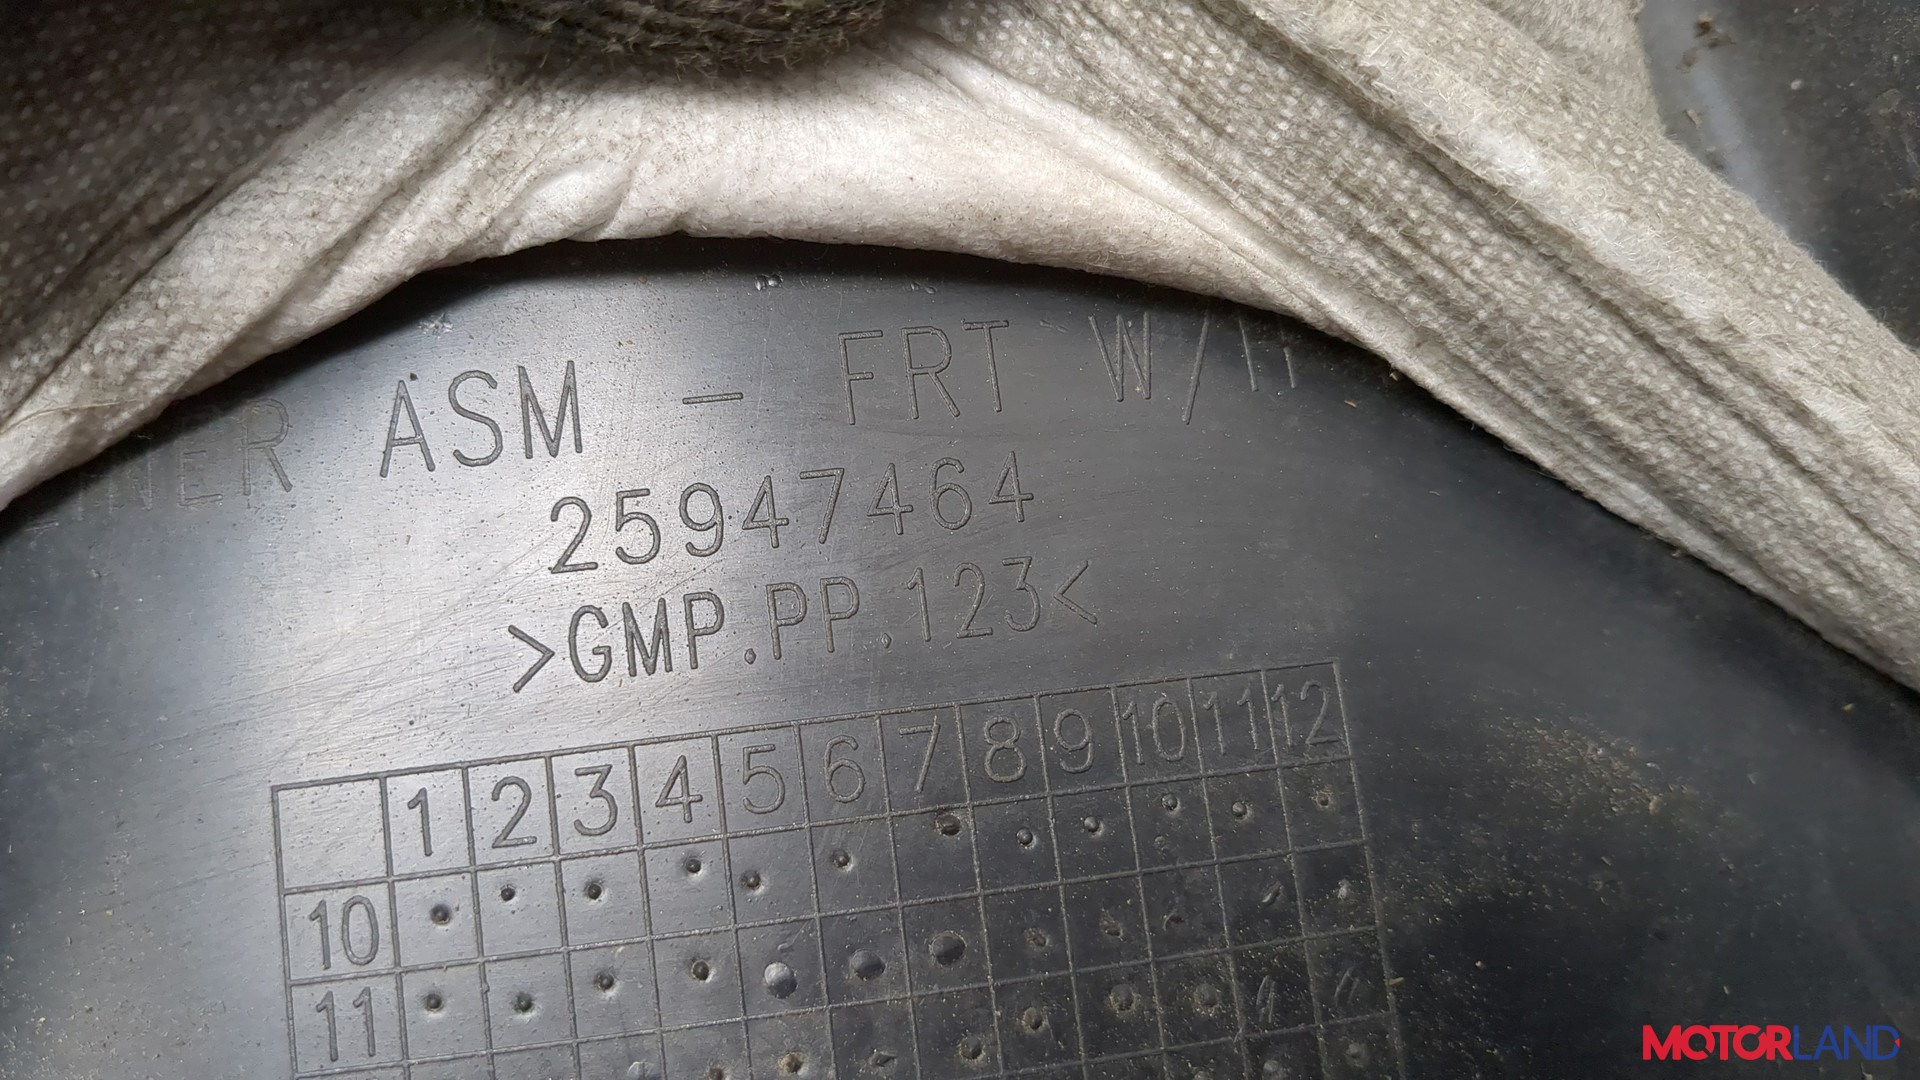 ASM - FRT
25947464
>GMP.PP.123<
1 2 3 4 5 6 7 8 9 10 11 12
10
11
MOTORLAND